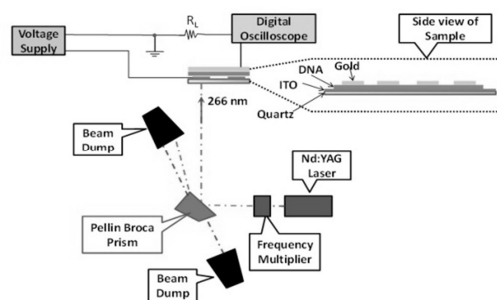 Voltage
Supply
R_L
Digital
Oscilloscope
Side view of
Sample
DNA
Gold
ITO
Quartz
266 nm
Beam
Dump
Nd:YAG
Laser
Pellin Broca
Prism
Frequency
Multiplier
Beam
Dump